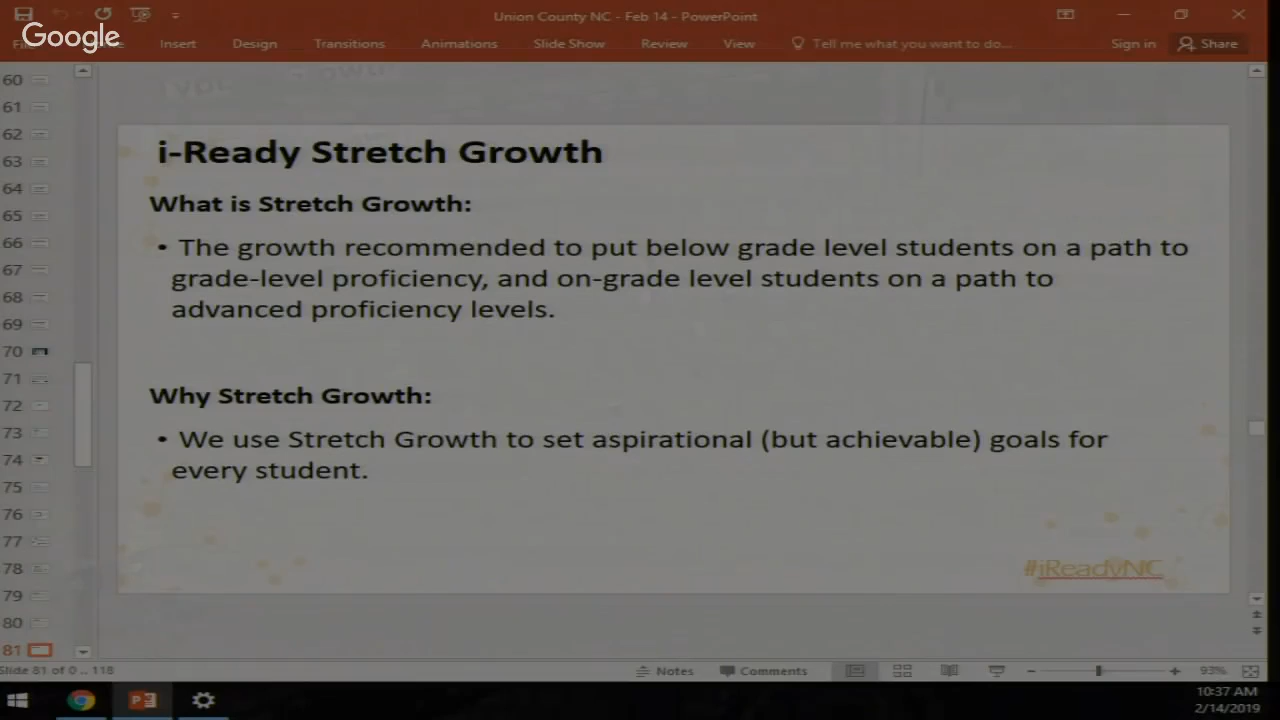 Union County NC - Feb 14 - PowerPoint
Google
Insert Design Transitions Animations Slide Show Review View Tell me what you want to do... Sign in Share
60
61
62
63
64
65
66
67
68
69
70
71
72
73
74
75
76
77
78
79
80
81
i-Ready Stretch Growth
What is Stretch Growth:
• The growth recommended to put below grade level students on a path to
grade-level proficiency, and on-grade level students on a path to
advanced proficiency levels.
Why Stretch Growth:
• We use Stretch Growth to set aspirational (but achievable) goals for
every student.
#iReadyNC
Slide 81 of 0 .. 118 Notes Comments 93%
10:37 AM
2/14/2019